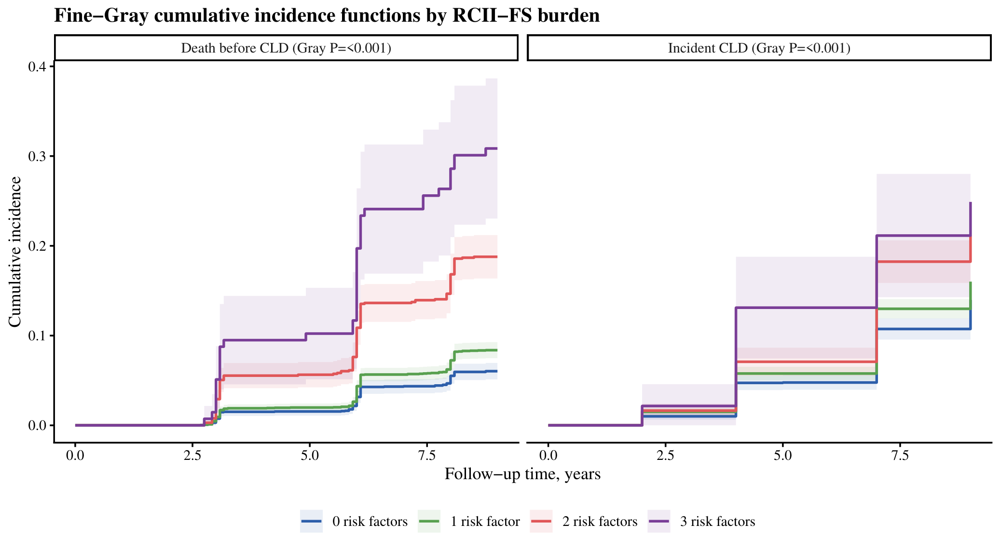 Fine−Gray cumulative incidence functions by RCII−FS burden
Death before CLD (Gray P=<0.001)
Incident CLD (Gray P=<0.001)
Cumulative incidence
0.4
0.3
0.2
0.1
0.0
0.0 2.5 5.0 7.5
0.0 2.5 5.0 7.5
Follow−up time, years
0 risk factors 1 risk factor 2 risk factors 3 risk factors